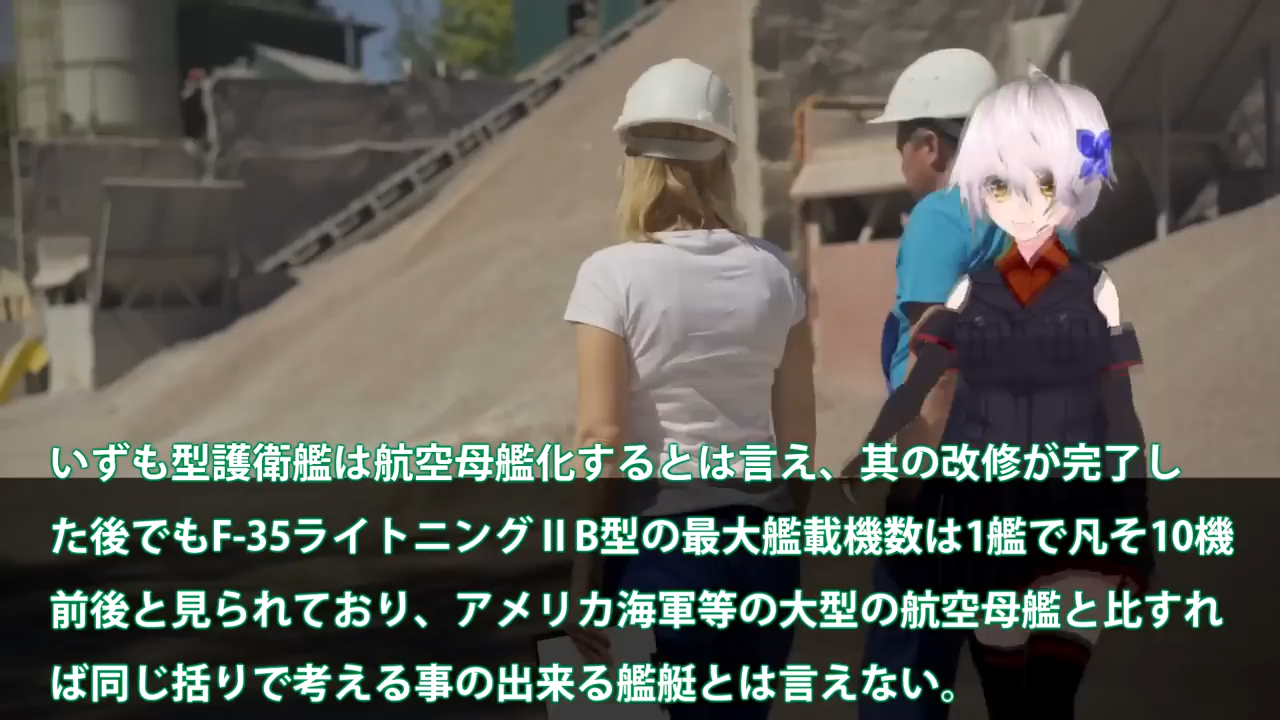 いずも型護衛艦は航空母艦化するとは言え、其の改修が完了し
た後でもF-35ライトニングⅡB型の最大艦載機数は1艦で凡そ10機
前後と見られており、アメリカ海軍等の大型の航空母艦と比すれ
ば同じ括りで考える事の出来る艦艇とは言えない。